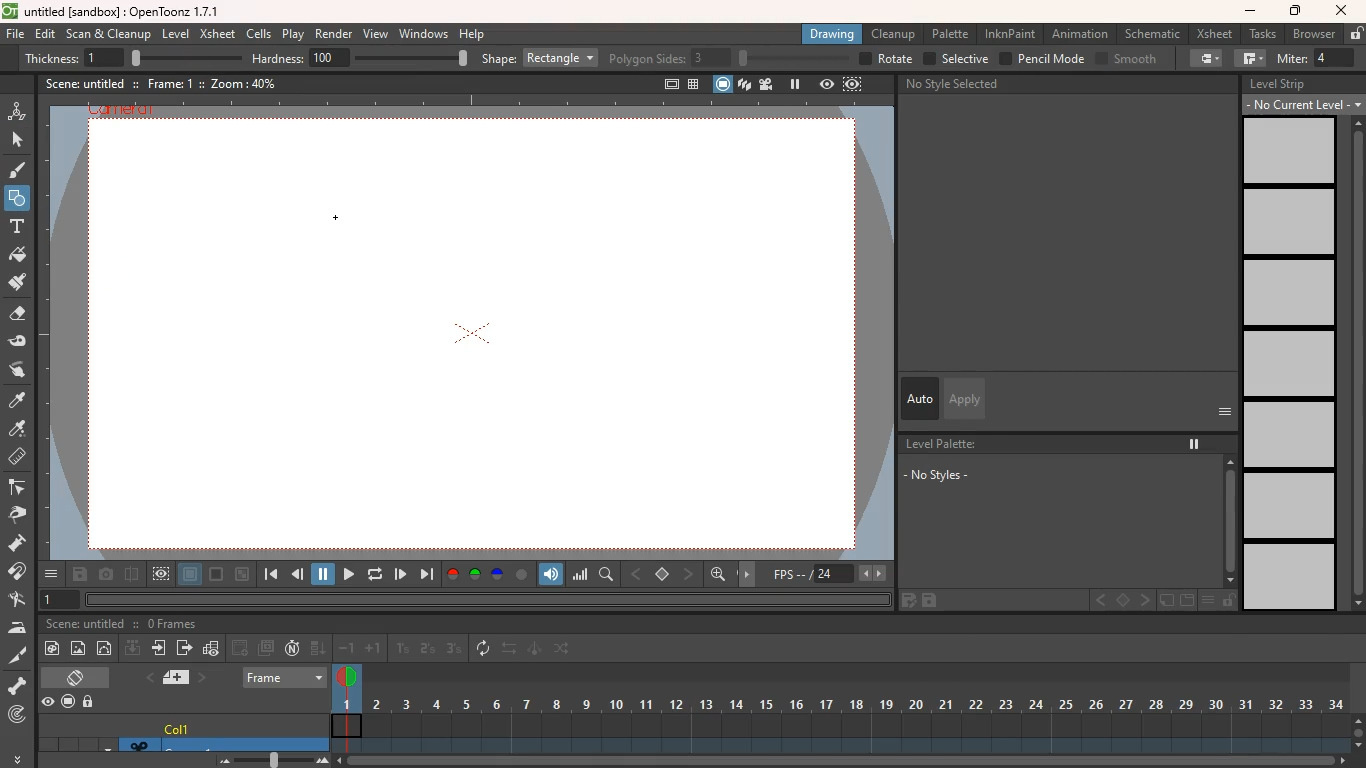 untitled [sandbox] : OpenToonz 1.7.1
File Edit Scan & Cleanup Level Xsheet Cells Play Render View Windows Help
Drawing Cleanup Palette InknPaint Animation Schematic Xsheet Tasks Browser
Thickness: 1 Hardness: 100 Shape: Rectangle Polygon Sides: 3 Rotate Selective Pencil Mode Smooth Miter: 4
Scene: untitled :: Frame: 1 :: Zoom : 40%
No Style Selected
Level Strip
- No Current Level -
Camera1
Auto Apply
Level Palette:
- No Styles -
FPS -- / 24
1
Scene: untitled :: 0 Frames
-1 +1 1's 2's 3's
Frame
1 2 3 4 5 6 7 8 9 10 11 12 13 14 15 16 17 18 19 20 21 22 23 24 25 26 27 28 29 30 31 32 33 34
Col1